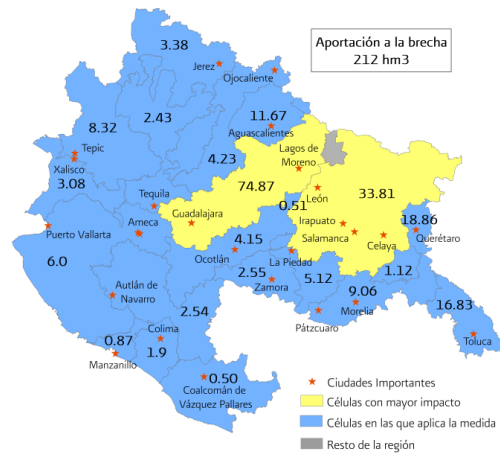 3.38
Aportación a la brecha
212 hm3
Jerez
Ojocaliente
2.43
8.32
11.67
Aguascalientes
Tepic
4.23
Lagos de
Moreno
Xalisco
3.08
74.87
León
33.81
Tequila
0.51
Guadalajara
Irapuato
18.86
Puerto Vallarta
Ameca
Salamanca
Celaya
Querétaro
4.15
Ocotlán
La Piedad
6.0
2.55
5.12
1.12
Zamora
Autlán de
Navarro
2.54
9.06
Morelia
16.83
Pátzcuaro
Colima
0.87
1.9
Toluca
Manzanillo
0.50
Coalcomán de
Vázquez Pallares
Ciudades Importantes
Células con mayor impacto
Células en las que aplica la medida
Resto de la región